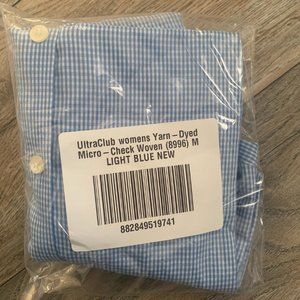 UltraClub womens Yarn-Dyed
Micro-Check Woven (8996) M
LIGHT BLUE NEW
882849519741